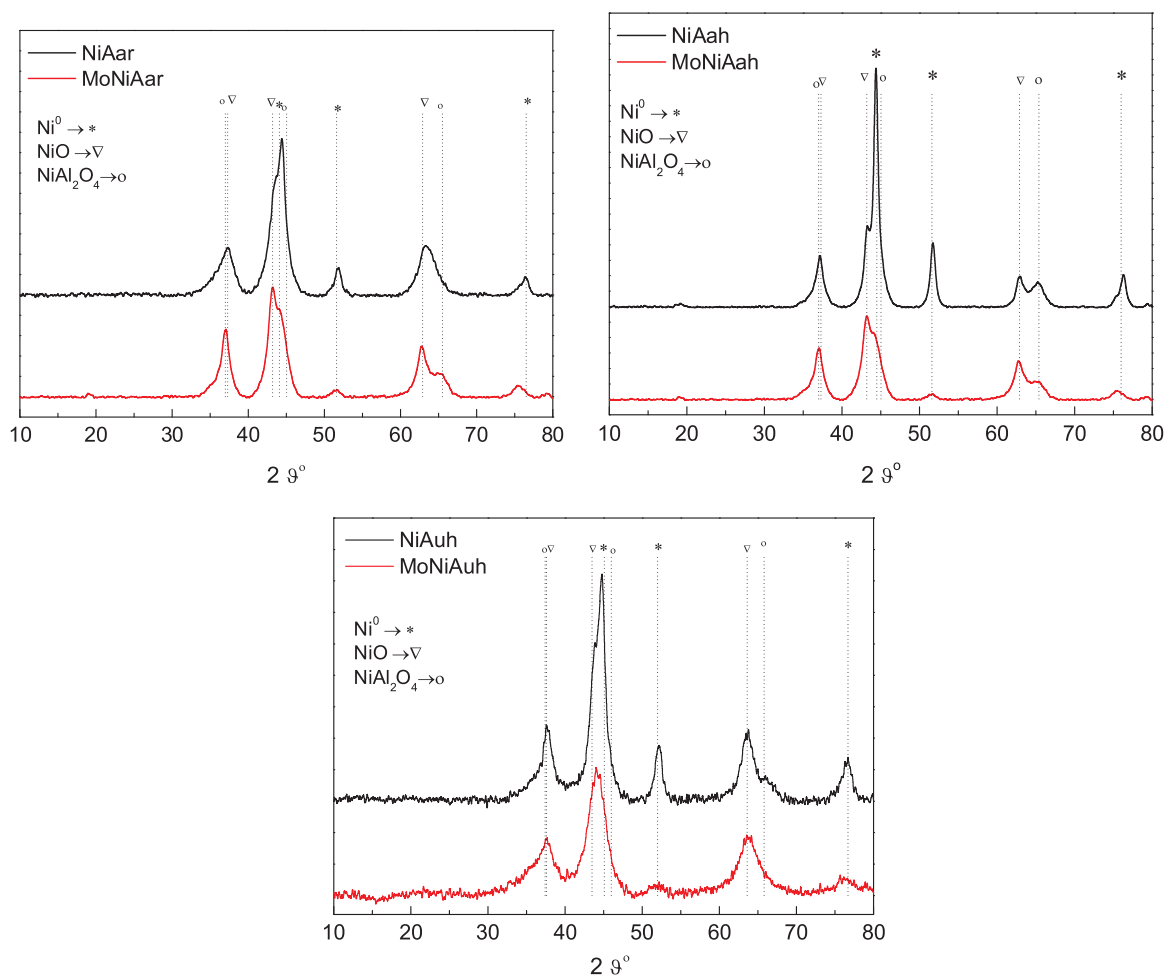 NiAar
MoNiAar
Ni⁰ → *
NiO → ∇
NiAl₂O₄→o
o ∇ ∇ * o * ∇ o *
10 20 30 40 50 60 70 80
2 ϑ°
NiAah
MoNiAah
Ni⁰ → *
NiO → ∇
NiAl₂O₄→o
o ∇ ∇ * o * ∇ o *
10 20 30 40 50 60 70 80
2 ϑ°
NiAuh
MoNiAuh
Ni⁰ → *
NiO → ∇
NiAl₂O₄→o
o ∇ ∇ * o * ∇ o *
10 20 30 40 50 60 70 80
2 ϑ°